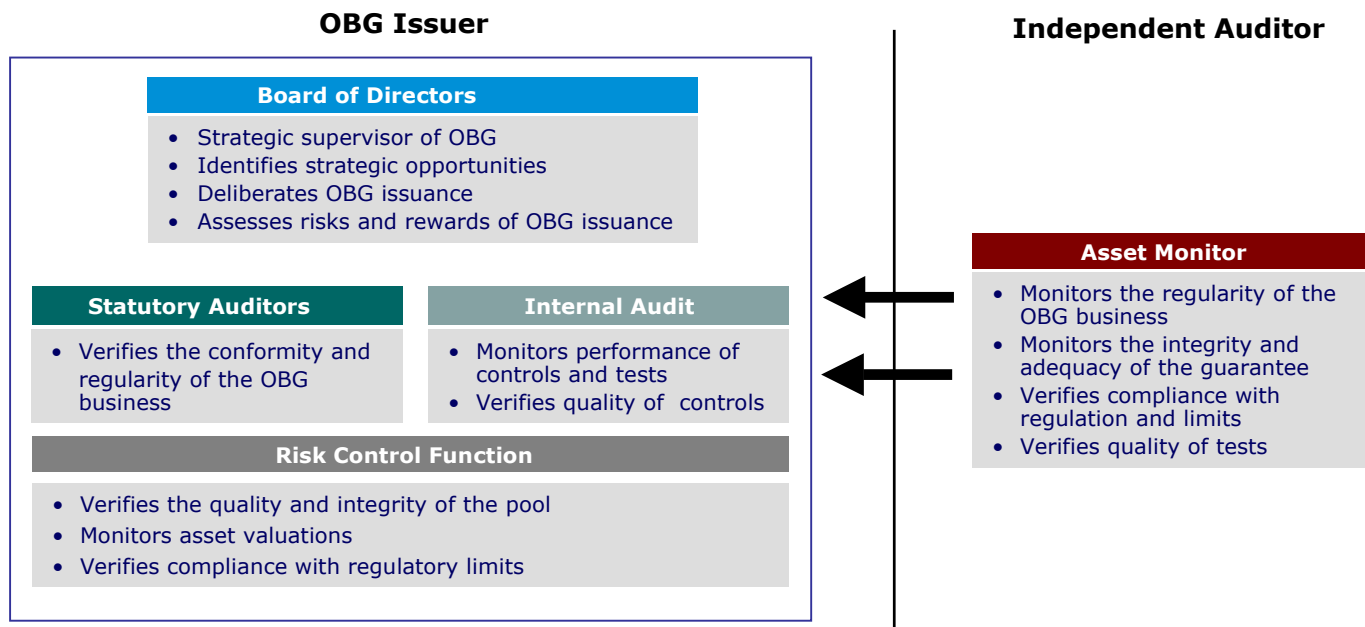 OBG Issuer
Board of Directors
• Strategic supervisor of OBG
• Identifies strategic opportunities
• Deliberates OBG issuance
• Assesses risks and rewards of OBG issuance
Statutory Auditors
• Verifies the conformity and
regularity of the OBG
business
Internal Audit
• Monitors performance of
controls and tests
• Verifies quality of controls
Risk Control Function
• Verifies the quality and integrity of the pool
• Monitors asset valuations
• Verifies compliance with regulatory limits
Independent Auditor
Asset Monitor
• Monitors the regularity of the
OBG business
• Monitors the integrity and
adequacy of the guarantee
• Verifies compliance with
regulation and limits
• Verifies quality of tests